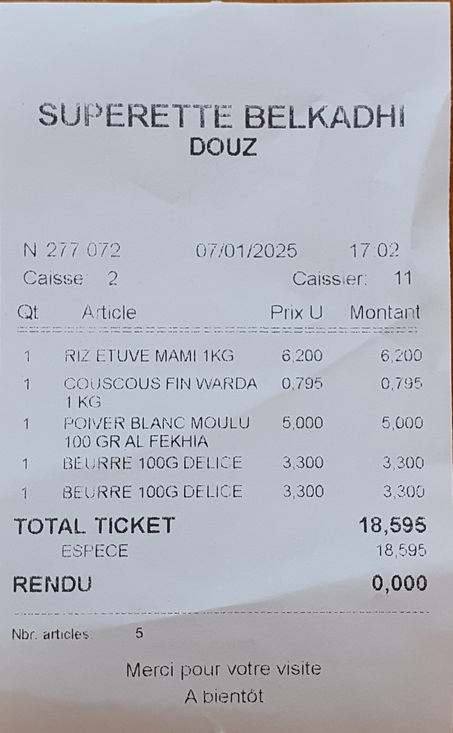 SUPERETTE BELKADHI
DOUZ
N 277 072 07/01/2025 17:02
Caisse: 2 Caissier: 11
Qt Article Prix U Montant
1 RIZ ETUVE MAMI 1KG 6,200 6,200
1 COUSCOUS FIN WARDA 0,795 0,795
1 KG
1 POIVER BLANC MOULU 5,000 5,000
100 GR AL FEKHIA
1 BEURRE 100G DELICE 3,300 3,300
1 BEURRE 100G DELICE 3,300 3,300
TOTAL TICKET 18,595
ESPECE 18,595
RENDU 0,000
Nbr. articles: 5
Merci pour votre visite
A bientôt